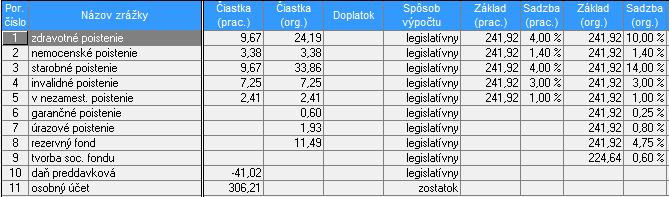 Por. číslo Názov zrážky Čiastka (prac.) Čiastka (org.) Doplatok Spôsob výpočtu Základ (prac.) Sadzba (prac.) Základ (org.) Sadzba (org.)
1 zdravotné poistenie 9,67 24,19 legislatívny 241,92 4,00 % 241,92 10,00 %
2 nemocenské poistenie 3,38 3,38 legislatívny 241,92 1,40 % 241,92 1,40 %
3 starobné poistenie 9,67 33,86 legislatívny 241,92 4,00 % 241,92 14,00 %
4 invalidné poistenie 7,25 7,25 legislatívny 241,92 3,00 % 241,92 3,00 %
5 v nezamest. poistenie 2,41 2,41 legislatívny 241,92 1,00 % 241,92 1,00 %
6 garančné poistenie 0,60 legislatívny 241,92 0,25 %
7 úrazové poistenie 1,93 legislatívny 241,92 0,80 %
8 rezervný fond 11,49 legislatívny 241,92 4,75 %
9 tvorba soc. fondu legislatívny 224,64 0,60 %
10 daň preddavková -41,02 legislatívny
11 osobný účet 306,21 zostatok